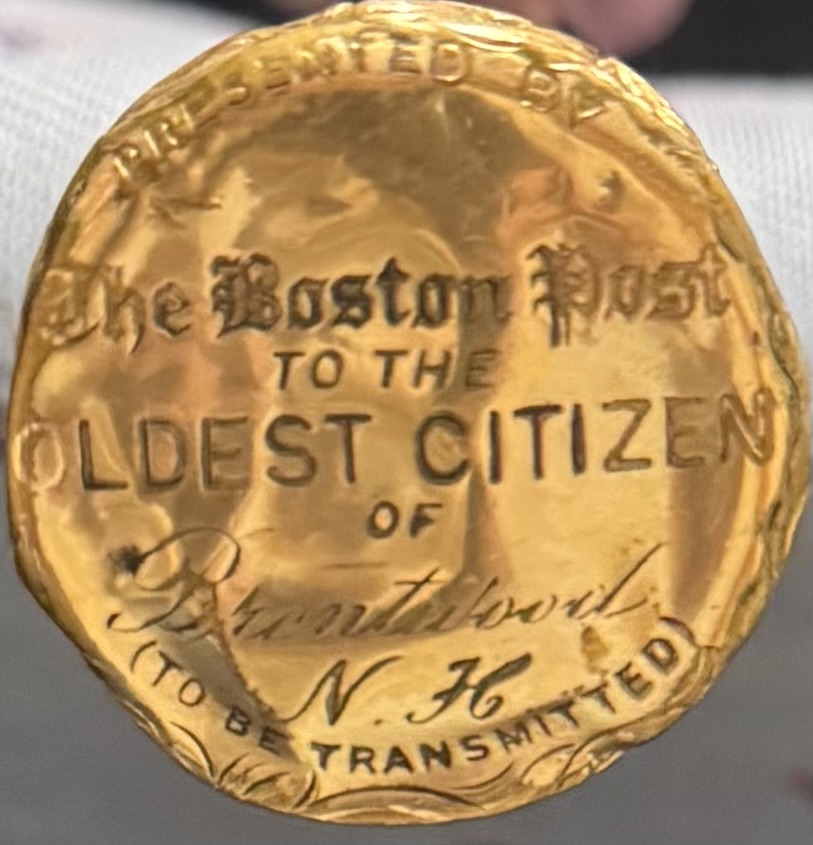 PRESENTED BY
The Boston Post
TO THE
OLDEST CITIZEN
OF
Brentwood
N. H
(TO BE TRANSMITTED)